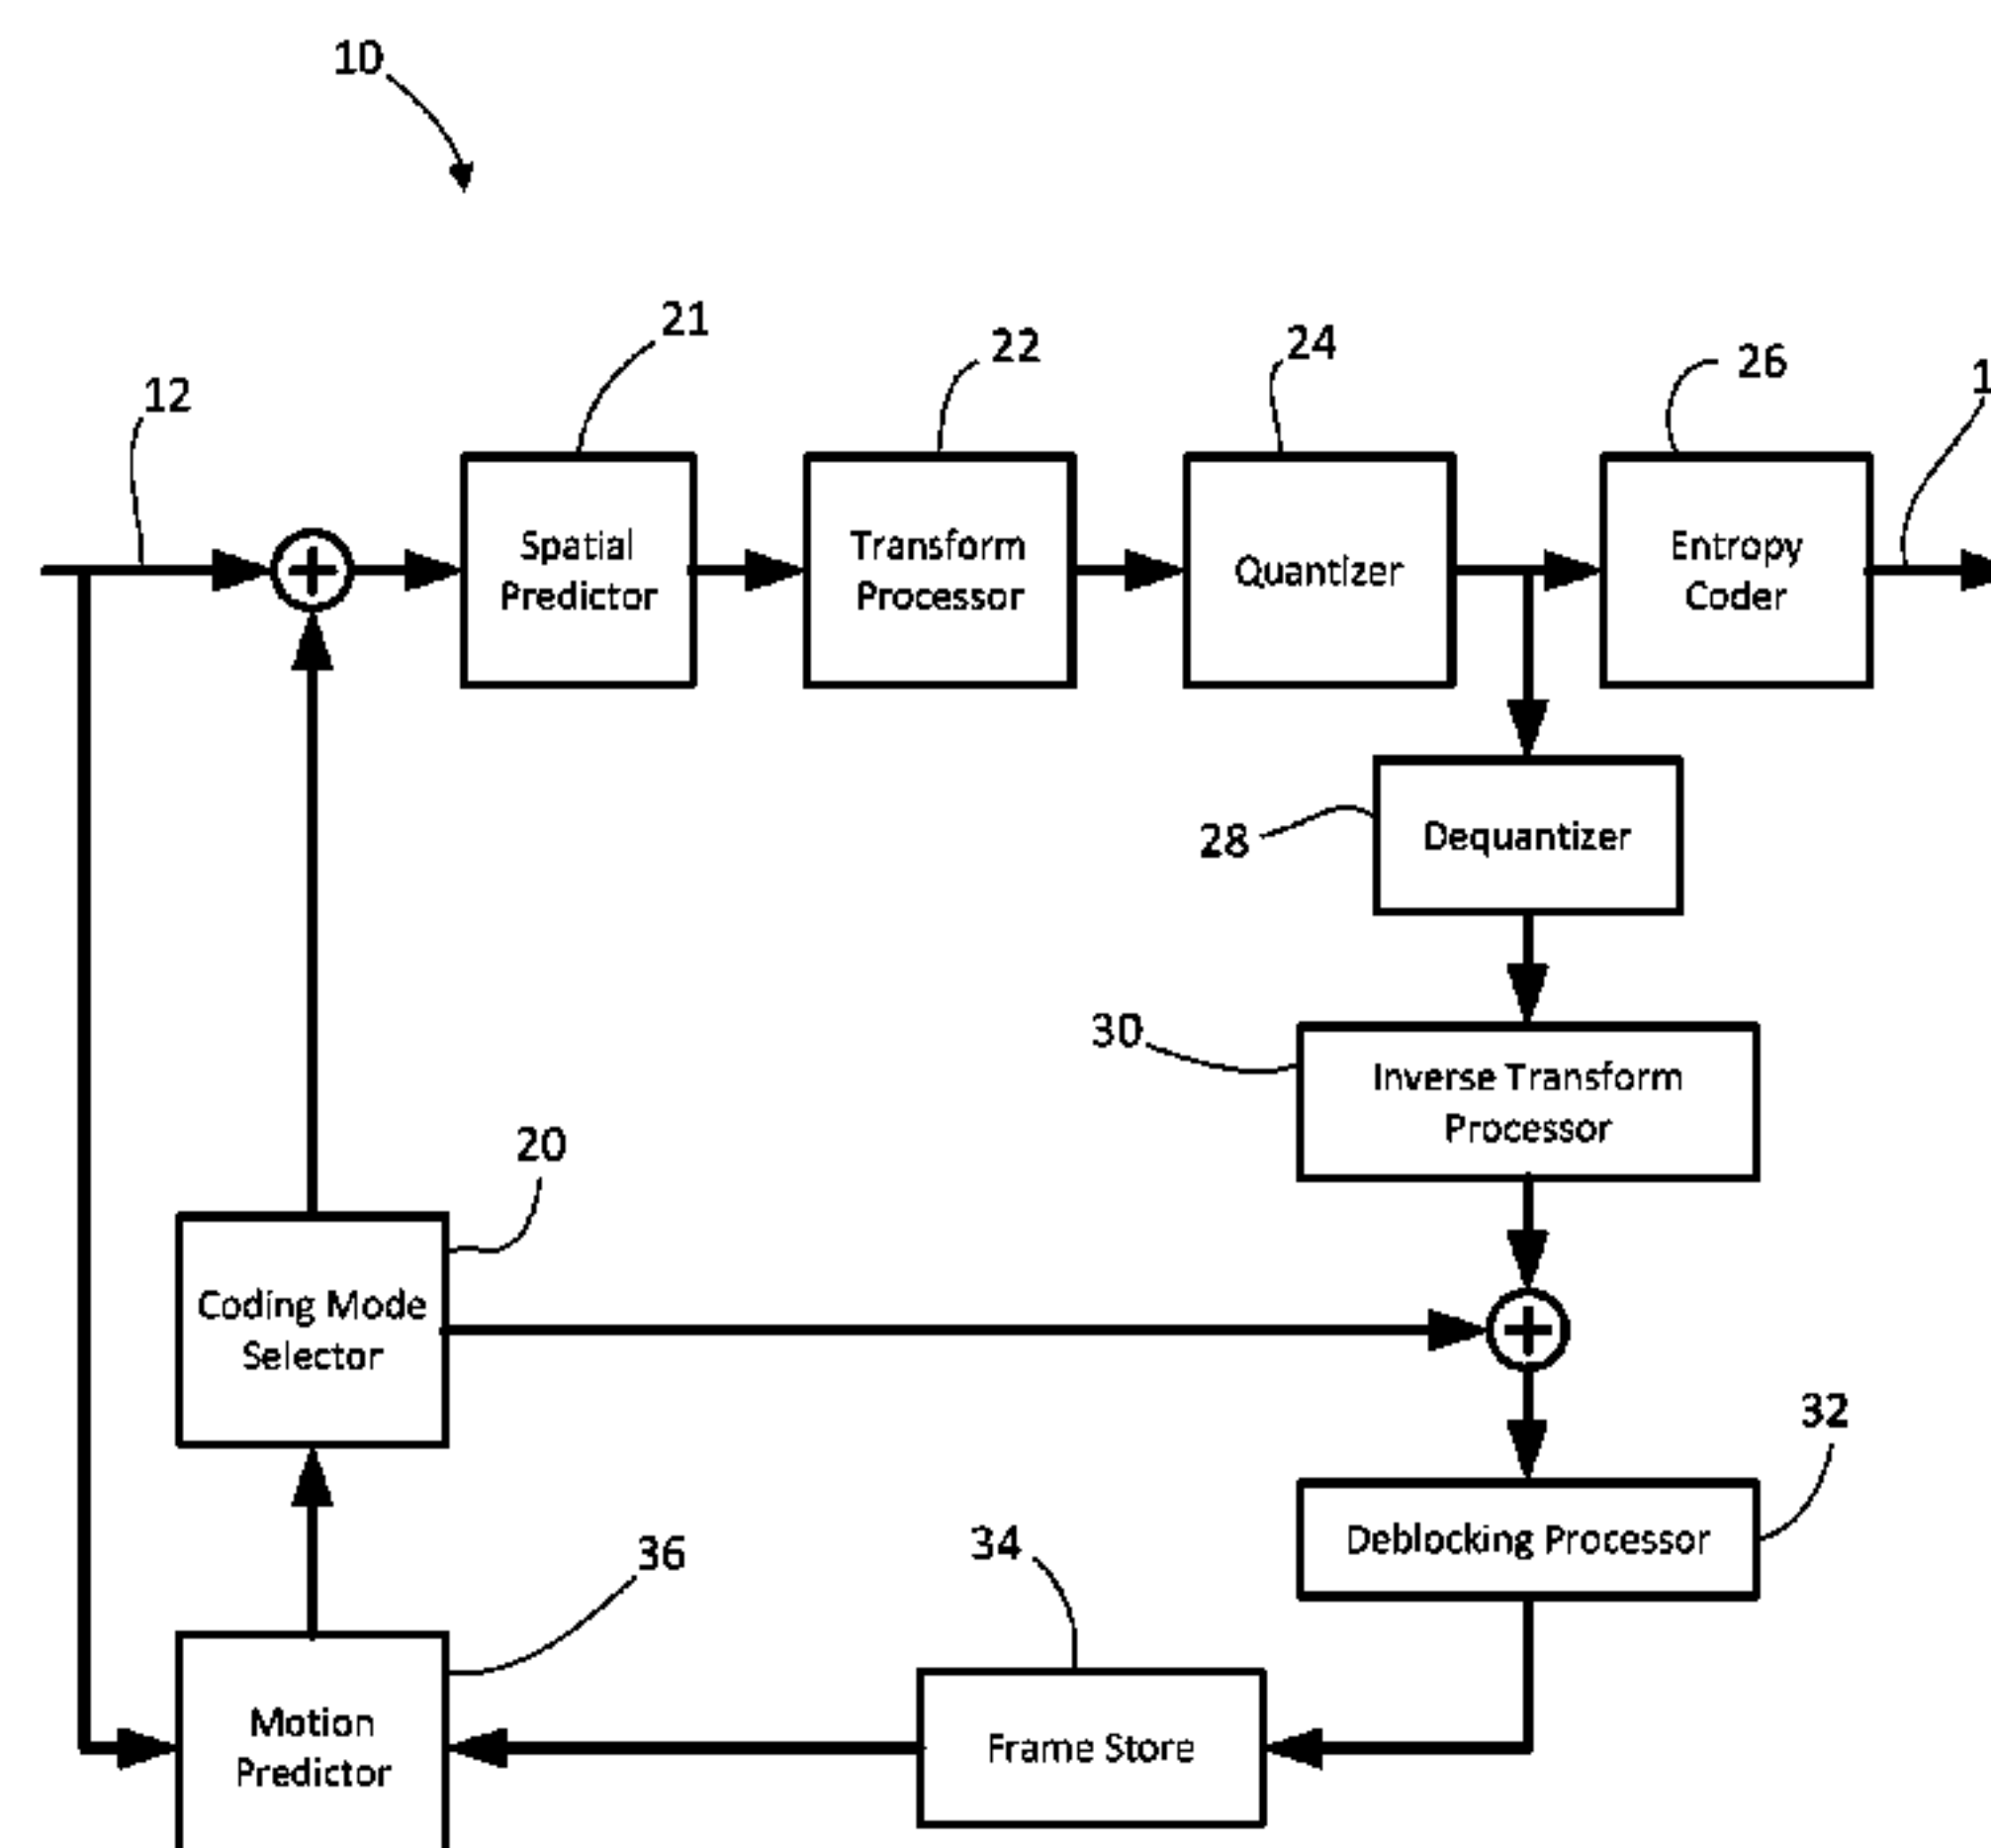 10
21
22
24
26
1
12
Spatial
Predictor
Transform
Processor
Quantizer
Entropy
Coder
28
Dequantizer
30
Inverse Transform
Processor
20
Coding Mode
Selector
32
Deblocking Processor
36
34
Motion
Predictor
Frame Store